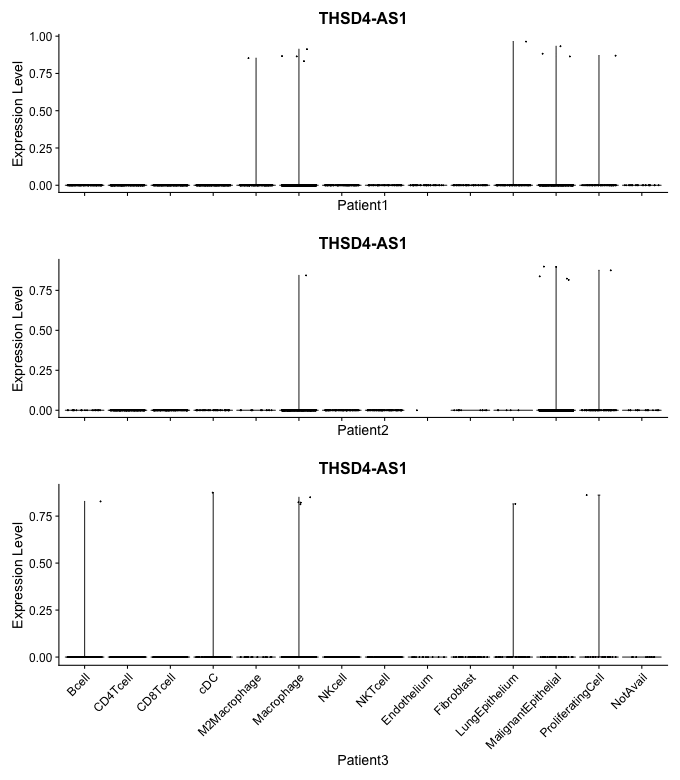 THSD4-AS1
Expression Level
1.00
0.75
0.50
0.25
0.00
Patient1
THSD4-AS1
Expression Level
0.75
0.50
0.25
0.00
Patient2
THSD4-AS1
Expression Level
0.75
0.50
0.25
0.00
Bcell
CD4Tcell
CD8Tcell
cDC
M2Macrophage
Macrophage
NKcell
NKTcell
Endothelium
Fibroblast
LungEpithelium
MalignantEpithelial
ProliferatingCell
NotAvail
Patient3